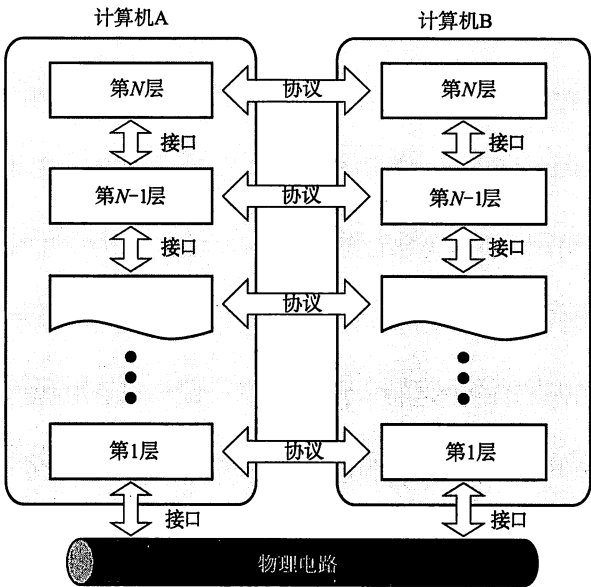 计算机A 计算机B
第N层 协议 第N层
接口 接口
第N-1层 协议 第N-1层
接口 接口
协议
第1层 协议 第1层
接口 接口
物理电路